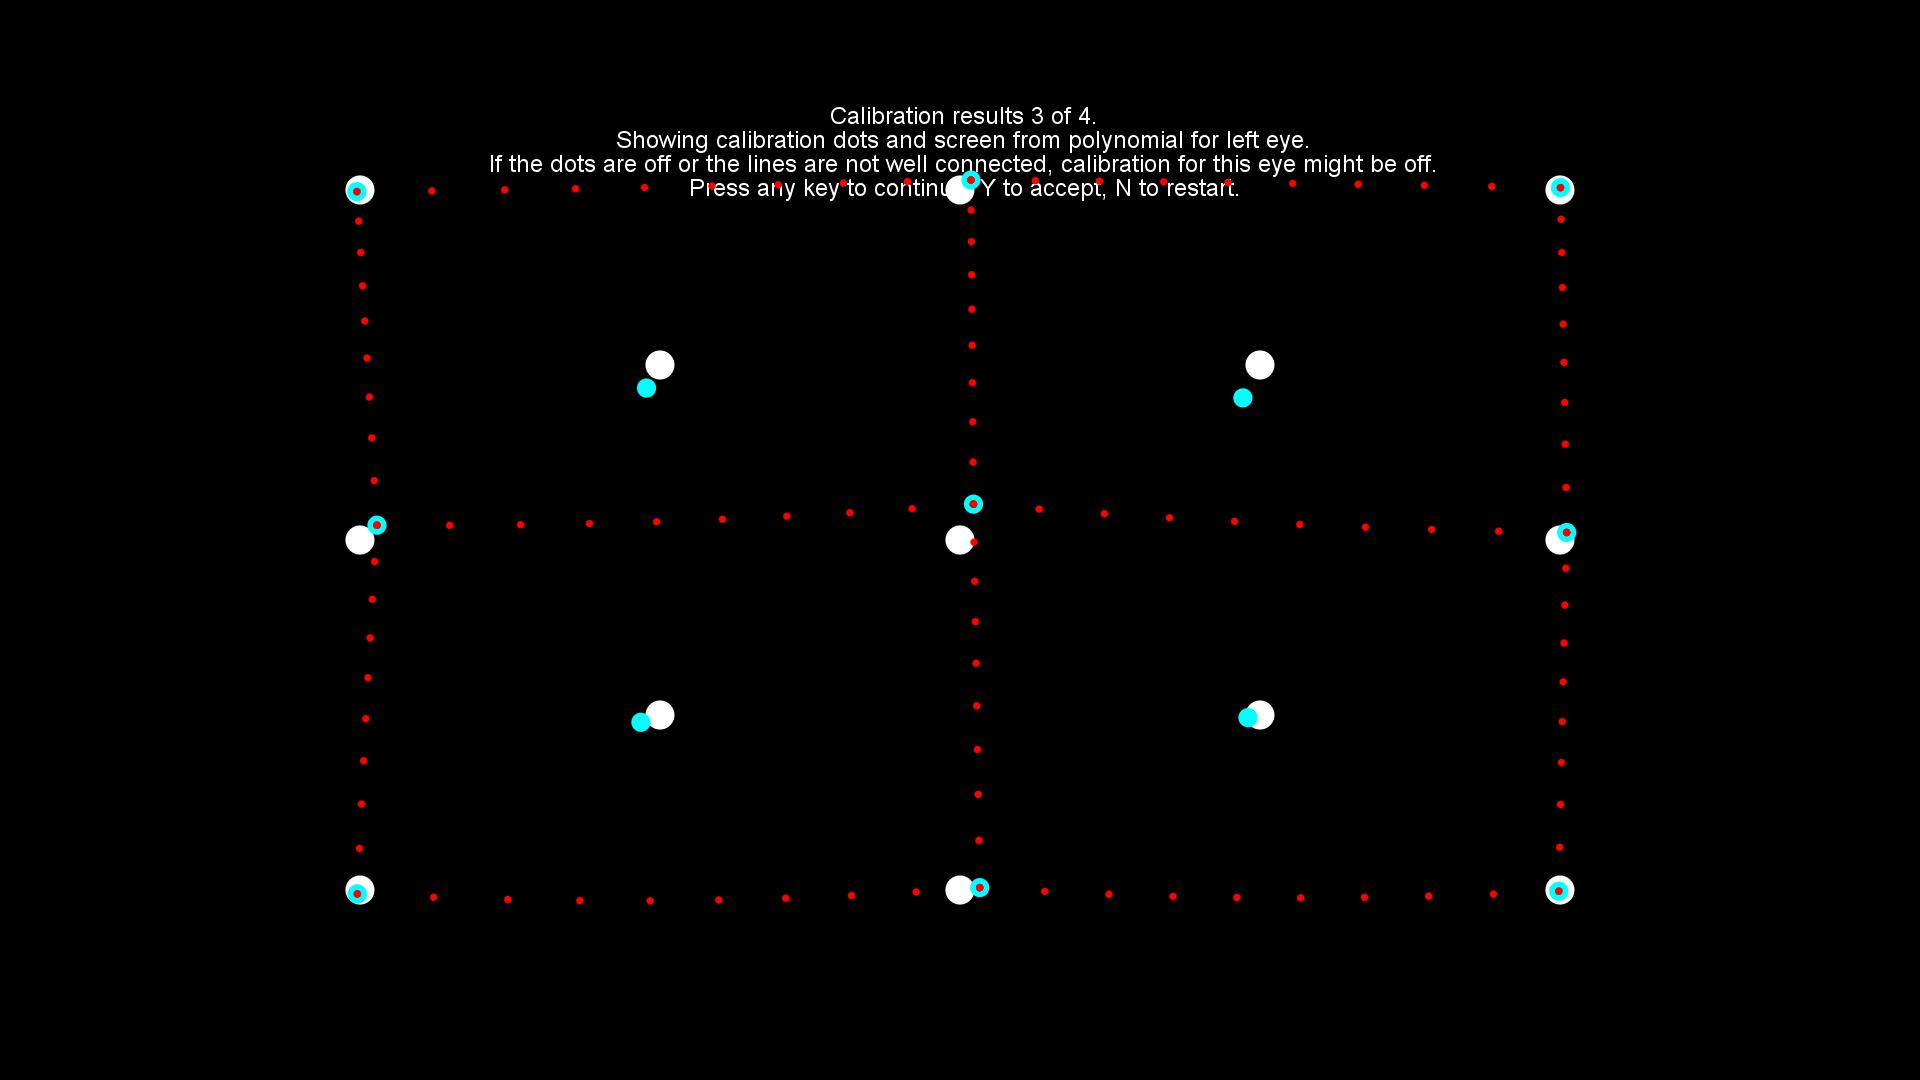 Calibration results 3 of 4.
Showing calibration dots and screen from polynomial for left eye.
If the dots are off or the lines are not well connected, calibration for this eye might be off.
Press any key to continu Y to accept, N to restart.